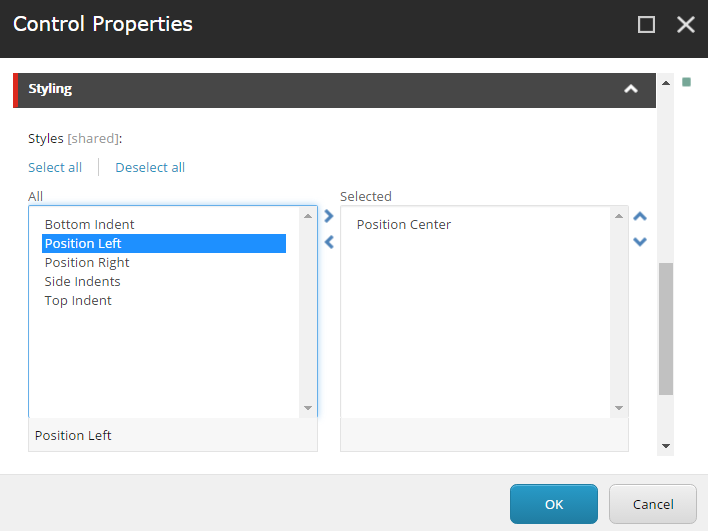 Control Properties
Styling
Styles [shared]:
Select all
Deselect all
All
Selected
Bottom Indent
Position Left
Position Right
Side Indents
Top Indent
Position Center
Position Left
OK
Cancel